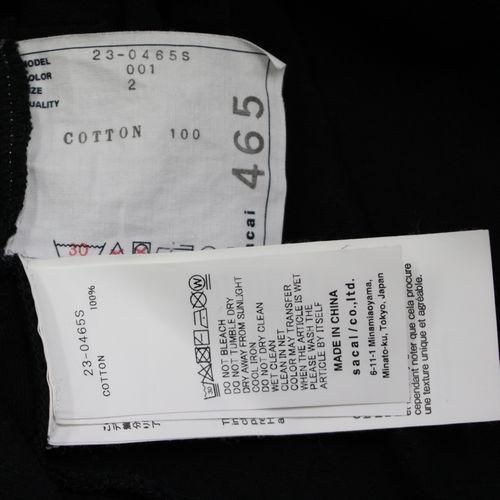 MODEL 23-0465S
COLOR 001
SIZE 2
QUALITY
COTTON 100
sacai 465
30
23-0465S
COTTON 100%
DO NOT BLEACH
DO NOT TUMBLE DRY
DRY AWAY FROM SUNLIGHT
COOL IRON
DO NOT DRY CLEAN
WET CLEAN
CLEAN IN NET
COLOR MAY TRANSFER
WHEN THE ARTICLE IS WET
PLEASE WASH THE
ARTICLE BY ITSELF
MADE IN CHINA
sacai/co.,ltd.
6-11-1 Minamiaoyama,
Minato-ku, Tokyo, Japan
cependant noter que cela procure
une texture unique et agréable.